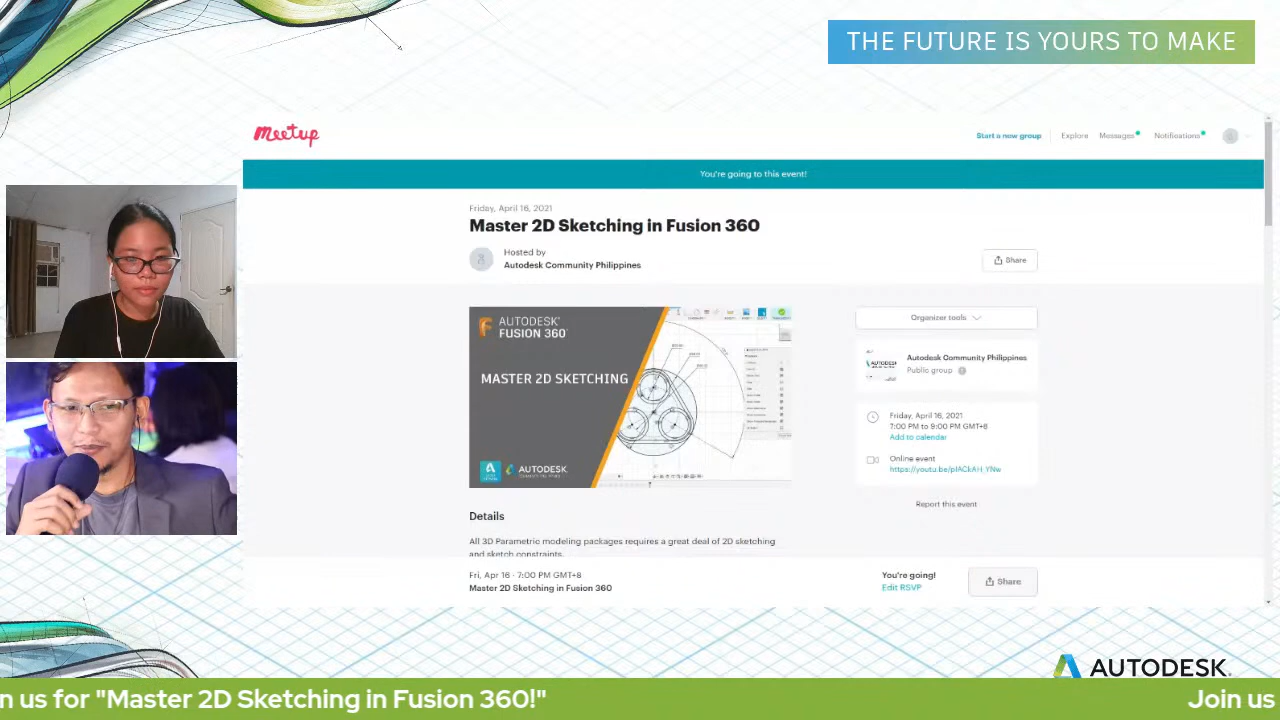 THE FUTURE IS YOURS TO MAKE
Meetup
Start a new group
Explore
Messages
Notifications
You're going to this event!
Friday, April 16, 2021
Master 2D Sketching in Fusion 360
Hosted by
Autodesk Community Philippines
Share
AUTODESK®
FUSION 360®
MASTER 2D SKETCHING
AUTODESK
Organizer tools
Autodesk Community Philippines
Public group
Friday, April 16, 2021
7:00 PM to 9:00 PM GMT+8
Add to calendar
Online event
Report this event
Details
All 3D Parametric modeling packages requires a great deal of 2D sketching
and sketch constraints.
Fri, Apr 16 · 7:00 PM GMT+8
Master 2D Sketching in Fusion 360
You're going!
Edit RSVP
Share
AUTODESK®
n us for "Master 2D Sketching in Fusion 360!"
Join us